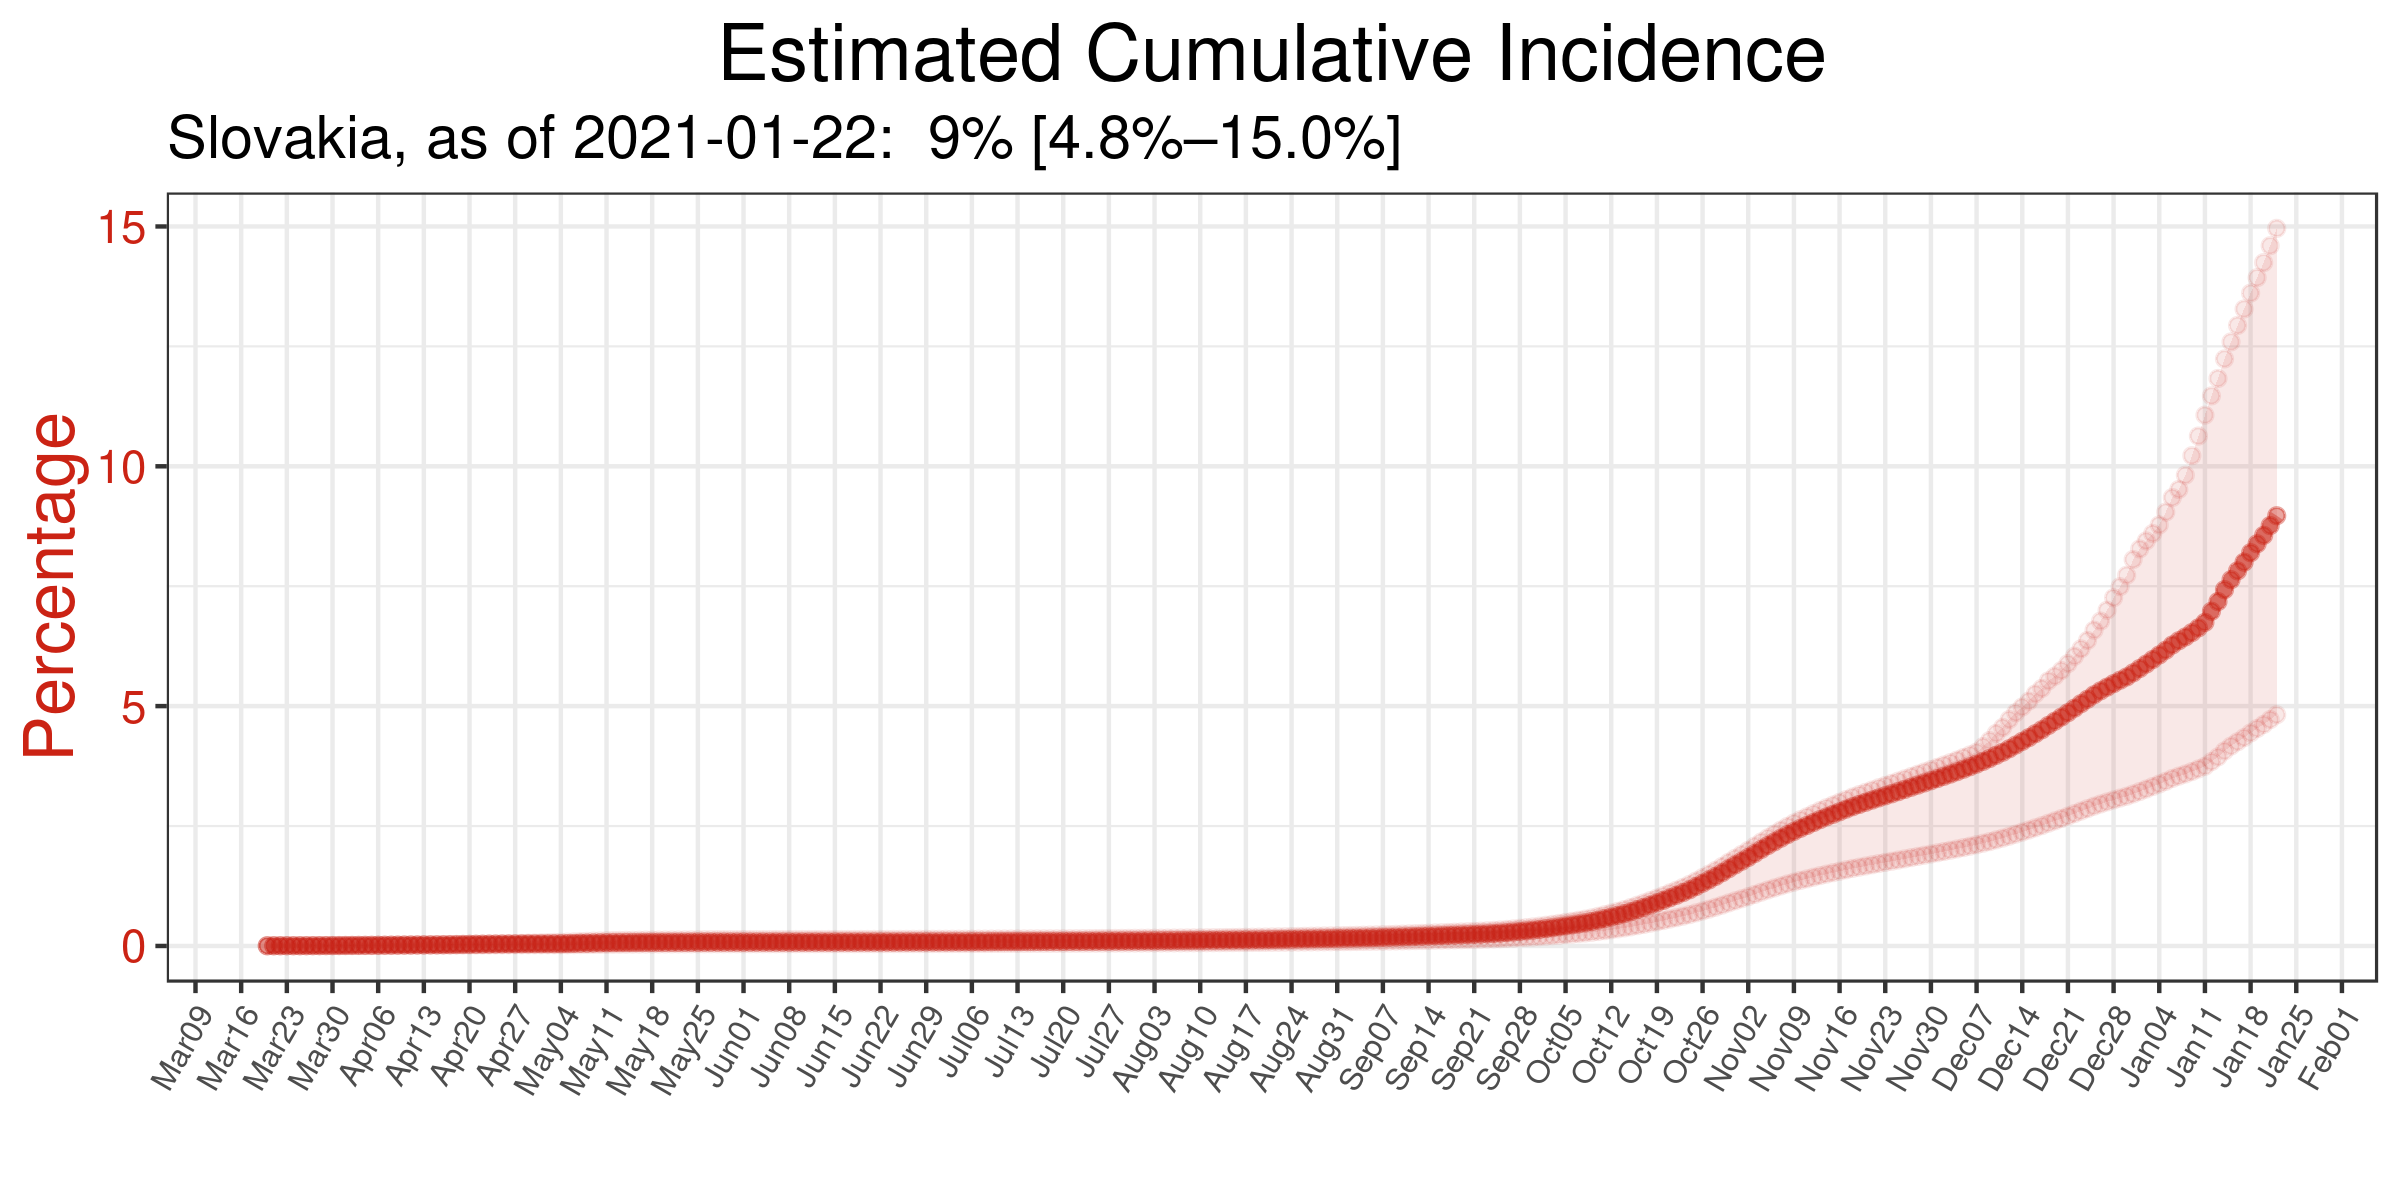 Estimated Cumulative Incidence
Slovakia, as of 2021-01-22:  9% [4.8%–15.0%]
Percentage
15
10
5
0
Mar09
Mar16
Mar23
Mar30
Apr06
Apr13
Apr20
Apr27
May04
May11
May18
May25
Jun01
Jun08
Jun15
Jun22
Jun29
Jul06
Jul13
Jul20
Jul27
Aug03
Aug10
Aug17
Aug24
Aug31
Sep07
Sep14
Sep21
Sep28
Oct05
Oct12
Oct19
Oct26
Nov02
Nov09
Nov16
Nov23
Nov30
Dec07
Dec14
Dec21
Dec28
Jan04
Jan11
Jan18
Jan25
Feb01